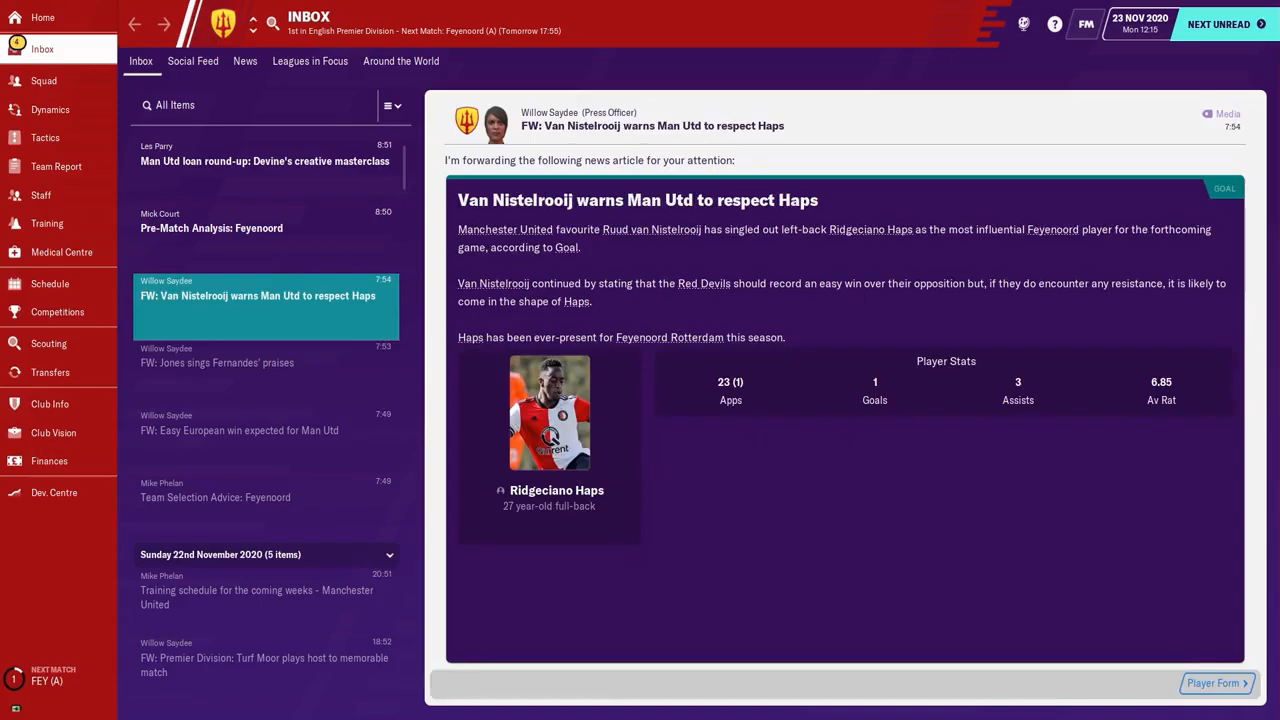 Home
4
Inbox
Squad
Dynamics
Tactics
Team Report
Staff
Training
Medical Centre
Schedule
Competitions
Scouting
Transfers
Club Info
Club Vision
Finances
Dev. Centre
1
NEXT MATCH
FEY (A)
INBOX
1st in English Premier Division - Next Match: Feyenoord (A) (Tomorrow 17:55)
?
FM
23 NOV 2020
Mon 12:15
NEXT UNREAD
Inbox Social Feed News Leagues in Focus Around the World
All Items
Les Parry 8:51
Man Utd loan round-up: Devine's creative masterclass
Mick Court 8:50
Pre-Match Analysis: Feyenoord
Willow Saydee 7:54
FW: Van Nistelrooij warns Man Utd to respect Haps
Willow Saydee 7:53
FW: Jones sings Fernandes' praises
Willow Saydee 7:49
FW: Easy European win expected for Man Utd
Mike Phelan 7:49
Team Selection Advice: Feyenoord
Sunday 22nd November 2020 (5 items)
Mike Phelan 20:51
Training schedule for the coming weeks - Manchester
United
Willow Saydee 18:52
FW: Premier Division: Turf Moor plays host to memorable
match
Willow Saydee (Press Officer)
FW: Van Nistelrooij warns Man Utd to respect Haps
Media
7:54
I'm forwarding the following news article for your attention:
GOAL
Van Nistelrooij warns Man Utd to respect Haps
Manchester United favourite Ruud van Nistelrooij has singled out left-back Ridgeciano Haps as the most influential Feyenoord player for the forthcoming
game, according to Goal.
Van Nistelrooij continued by stating that the Red Devils should record an easy win over their opposition but, if they do encounter any resistance, it is likely to
come in the shape of Haps.
Haps has been ever-present for Feyenoord Rotterdam this season.
Player Stats
23 (1) 1 3 6.85
Apps Goals Assists Av Rat
Ridgeciano Haps
27 year-old full-back
Player Form